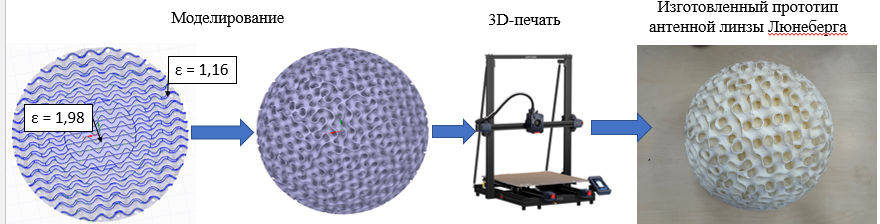 Моделирование
3D-печать
Изготовленный прототип
антенной линзы Люнеберга
ε = 1,16
ε = 1,98